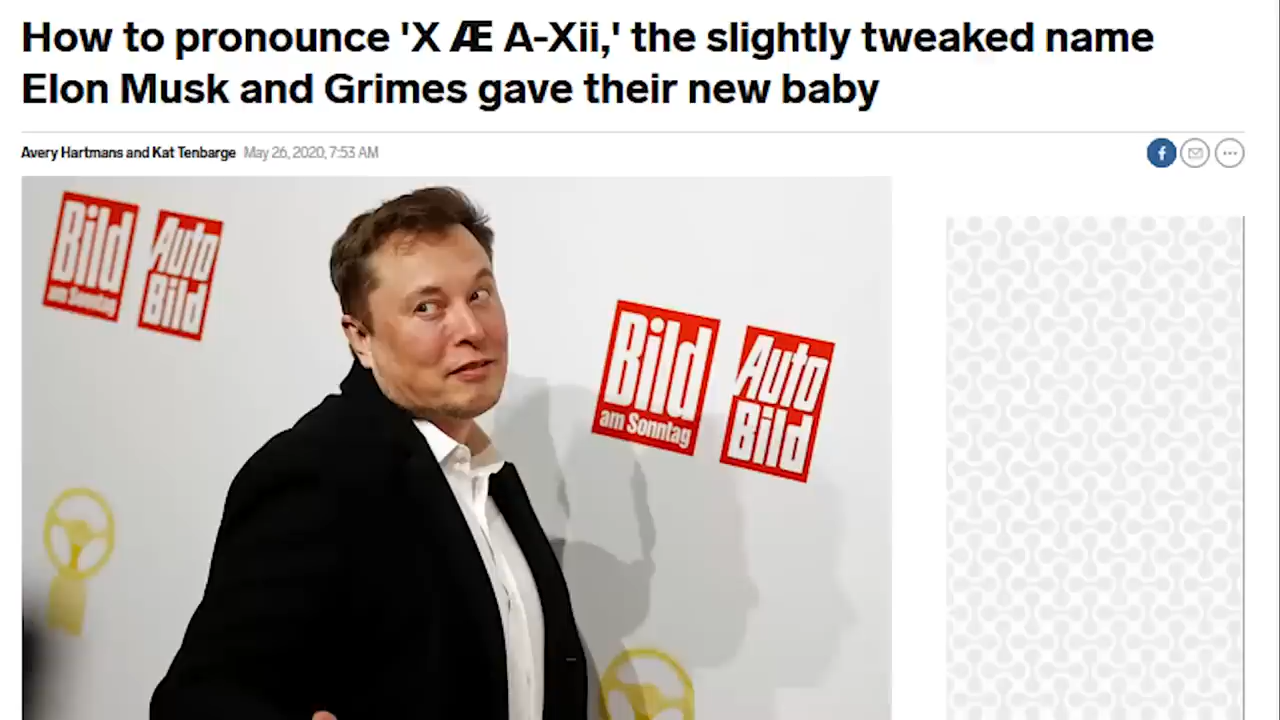 How to pronounce 'X Æ A-Xii,' the slightly tweaked name
Elon Musk and Grimes gave their new baby
Avery Hartmans and Kat Tenbarge May 26, 2020, 7:53 AM
f
Bild
am Sonntag
Auto
Bild
Bild
am Sonntag
Auto
Bild